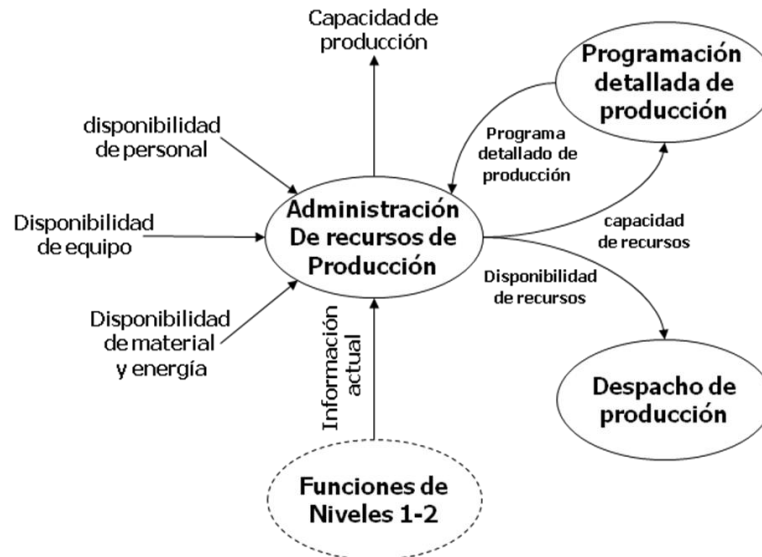 Capacidad de
producción
Programación
detallada de
producción
disponibilidad
de personal
Programa
detallado de
producción
Administración
De recursos de
Producción
Disponibilidad
de equipo
capacidad
de recursos
Disponibilidad
de recursos
Disponibilidad
de material
y energía
Información
actual
Despacho de
producción
Funciones de
Niveles 1-2